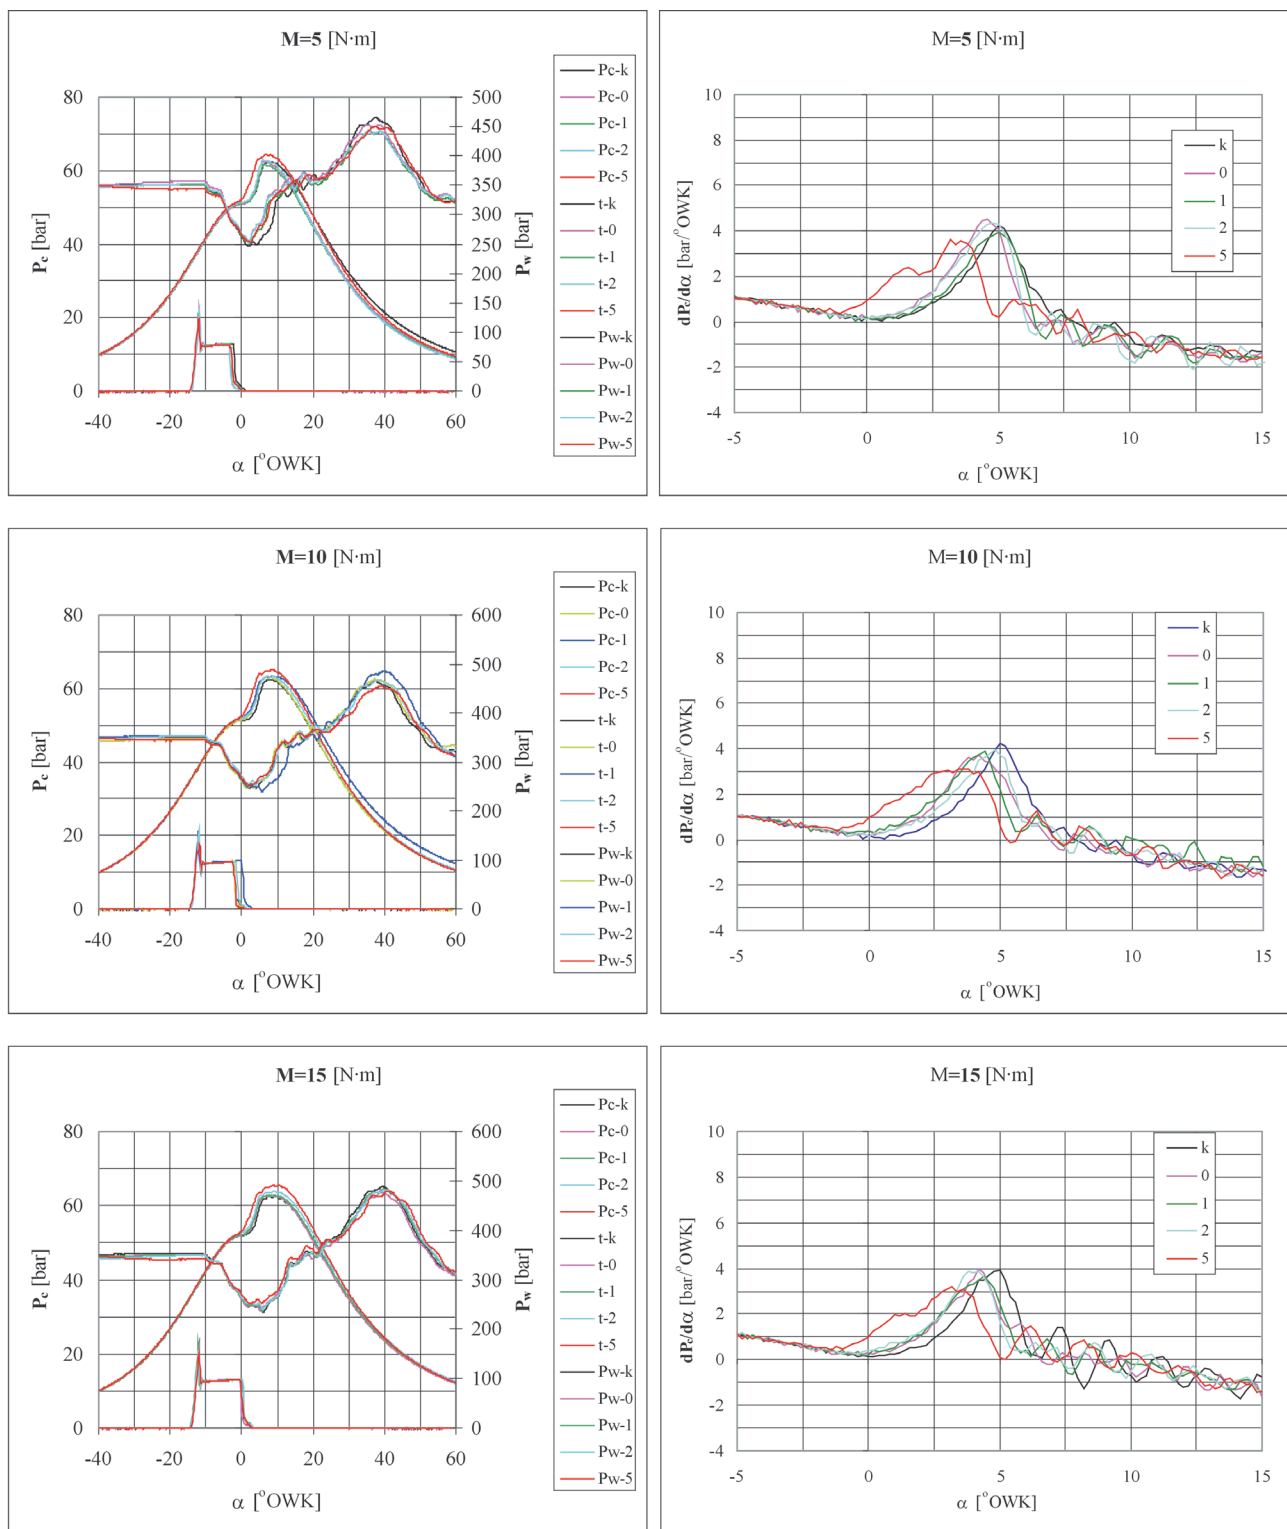 M=5 [N·m]
80
60
40
20
0
Pc [bar]
500
450
400
350
300
250
200
150
100
50
0
Pw [bar]
-40 -20 0 20 40 60
α [°OWK]
Pc-k
Pc-0
Pc-1
Pc-2
Pc-5
t-k
t-0
t-1
t-2
t-5
Pw-k
Pw-0
Pw-1
Pw-2
Pw-5
M=5 [N·m]
10
8
6
4
2
0
-2
-4
dPc/dα [bar/°OWK]
-5 0 5 10 15
α [°OWK]
k
0
1
2
5
M=10 [N·m]
80
60
40
20
0
Pc [bar]
600
500
400
300
200
100
0
Pw [bar]
-40 -20 0 20 40 60
α [°OWK]
Pc-k
Pc-0
Pc-1
Pc-2
Pc-5
t-k
t-0
t-1
t-2
t-5
Pw-k
Pw-0
Pw-1
Pw-2
Pw-5
M=10 [N·m]
10
8
6
4
2
0
-2
-4
dPc/dα [bar/°OWK]
-5 0 5 10 15
α [°OWK]
k
0
1
2
5
M=15 [N·m]
80
60
40
20
0
Pc [bar]
600
500
400
300
200
100
0
Pw [bar]
-40 -20 0 20 40 60
α [°OWK]
Pc-k
Pc-0
Pc-1
Pc-2
Pc-5
t-k
t-0
t-1
t-2
t-5
Pw-k
Pw-0
Pw-1
Pw-2
Pw-5
M=15 [N·m]
10
8
6
4
2
0
-2
-4
dPc/dα [bar/°OWK]
-5 0 5 10 15
α [°OWK]
k
0
1
2
5